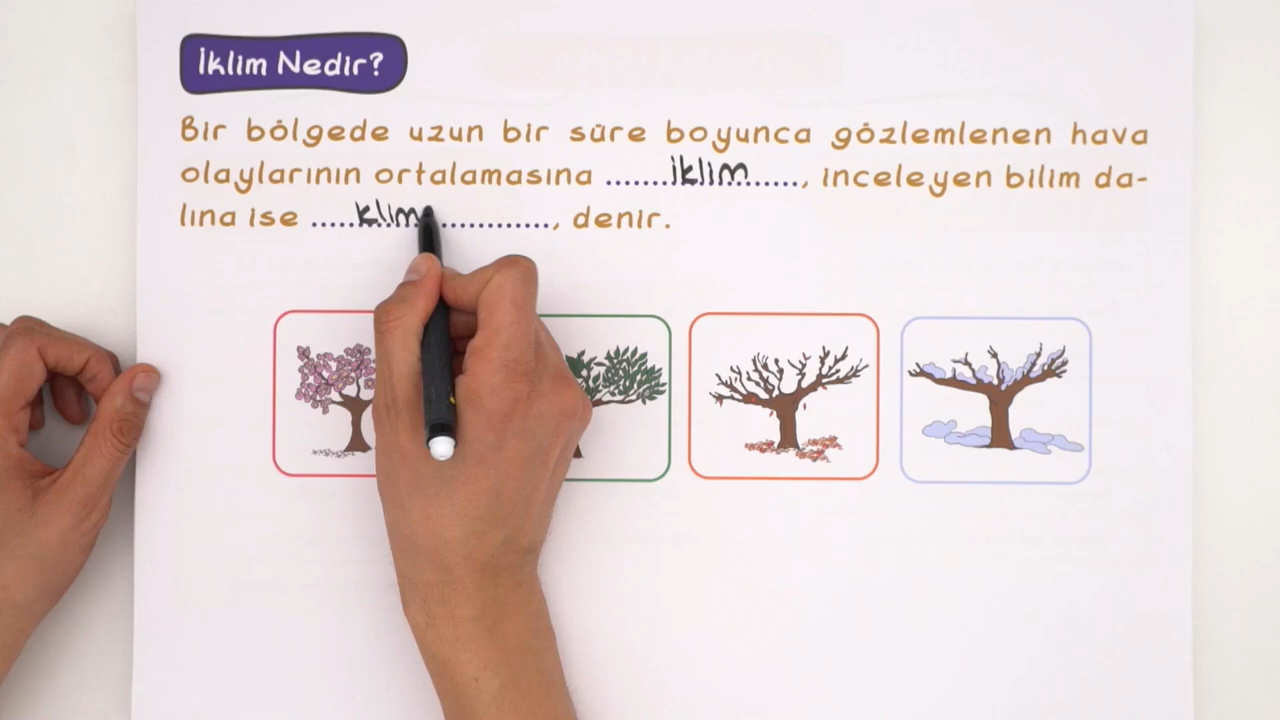 İklim Nedir?
Bir bölgede uzun bir süre boyunca gözlemlenen hava
olaylarının ortalamasına .......iklim......., inceleyen bilim da-
lına ise .....klim............, denir.